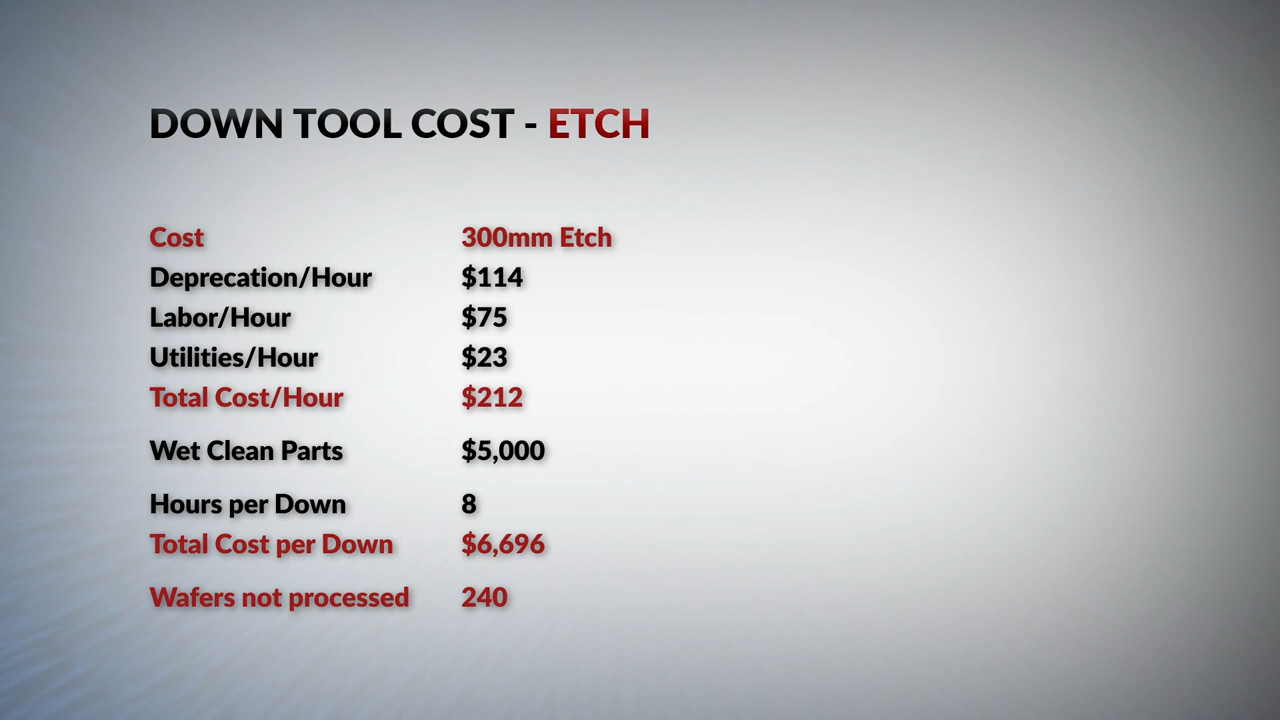 DOWN TOOL COST - ETCH
Cost 300mm Etch
Deprecation/Hour $114
Labor/Hour $75
Utilities/Hour $23
Total Cost/Hour $212
Wet Clean Parts $5,000
Hours per Down 8
Total Cost per Down $6,696
Wafers not processed 240